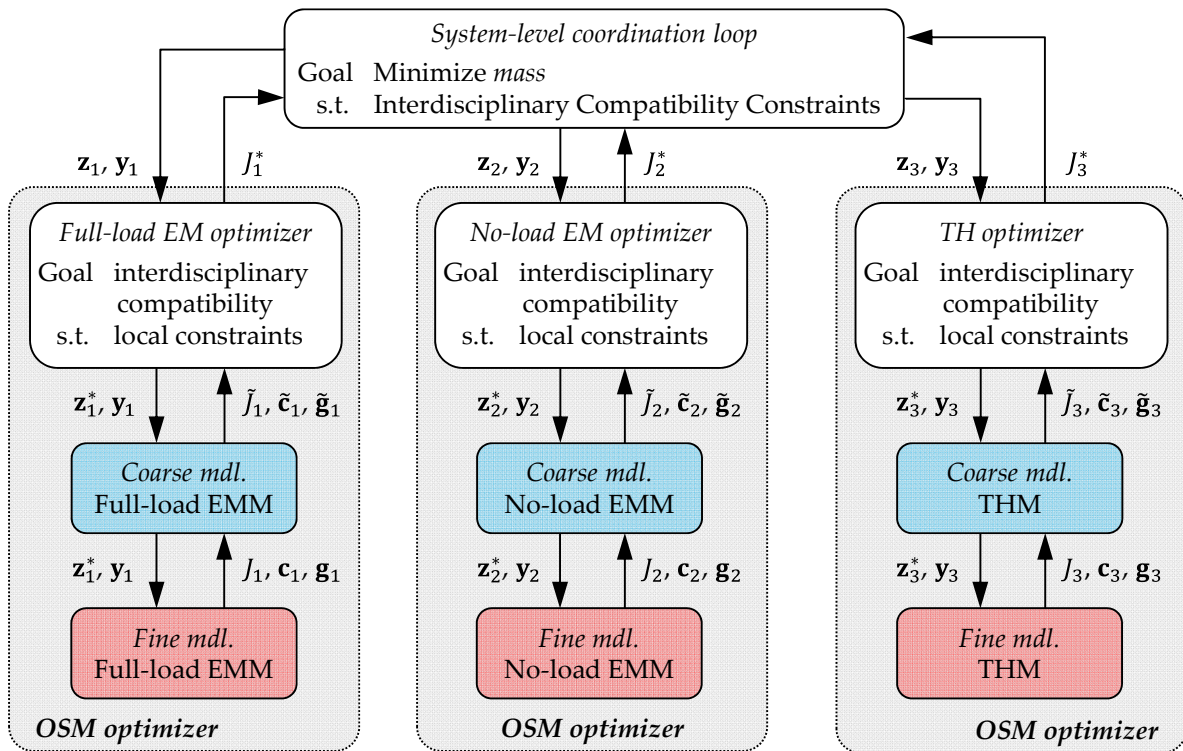 System-level coordination loop
Goal Minimize mass
s.t. Interdisciplinary Compatibility Constraints
z₁, y₁
J₁*
z₂, y₂
J₂*
z₃, y₃
J₃*
Full-load EM optimizer
Goal interdisciplinary
compatibility
s.t. local constraints
z₁*, y₁
J̃₁, c̃₁, g̃₁
Coarse mdl.
Full-load EMM
z₁*, y₁
J₁, c₁, g₁
Fine mdl.
Full-load EMM
OSM optimizer
No-load EM optimizer
Goal interdisciplinary
compatibility
s.t. local constraints
z₂*, y₂
J̃₂, c̃₂, g̃₂
Coarse mdl.
No-load EMM
z₂*, y₂
J₂, c₂, g₂
Fine mdl.
No-load EMM
OSM optimizer
TH optimizer
Goal interdisciplinary
compatibility
s.t. local constraints
z₃*, y₃
J̃₃, c̃₃, g̃₃
Coarse mdl.
THM
z₃*, y₃
J₃, c₃, g₃
Fine mdl.
THM
OSM optimizer